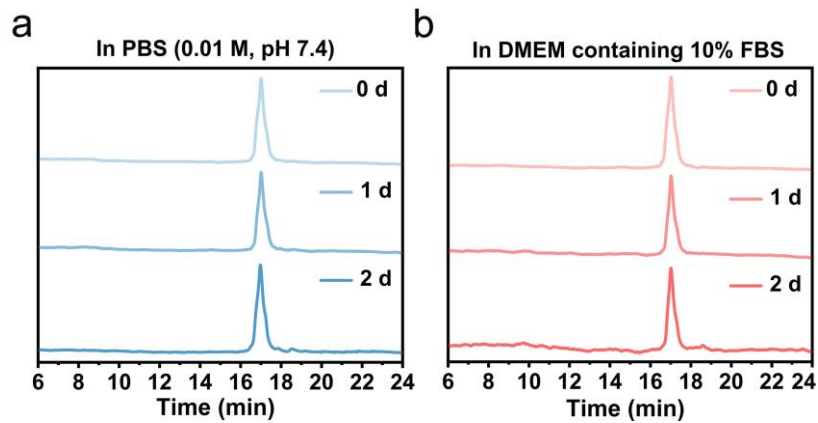 a
In PBS (0.01 M, pH 7.4)
0 d
1 d
2 d
6 8 10 12 14 16 18 20 22 24
Time (min)
b
In DMEM containing 10% FBS
0 d
1 d
2 d
6 8 10 12 14 16 18 20 22 24
Time (min)